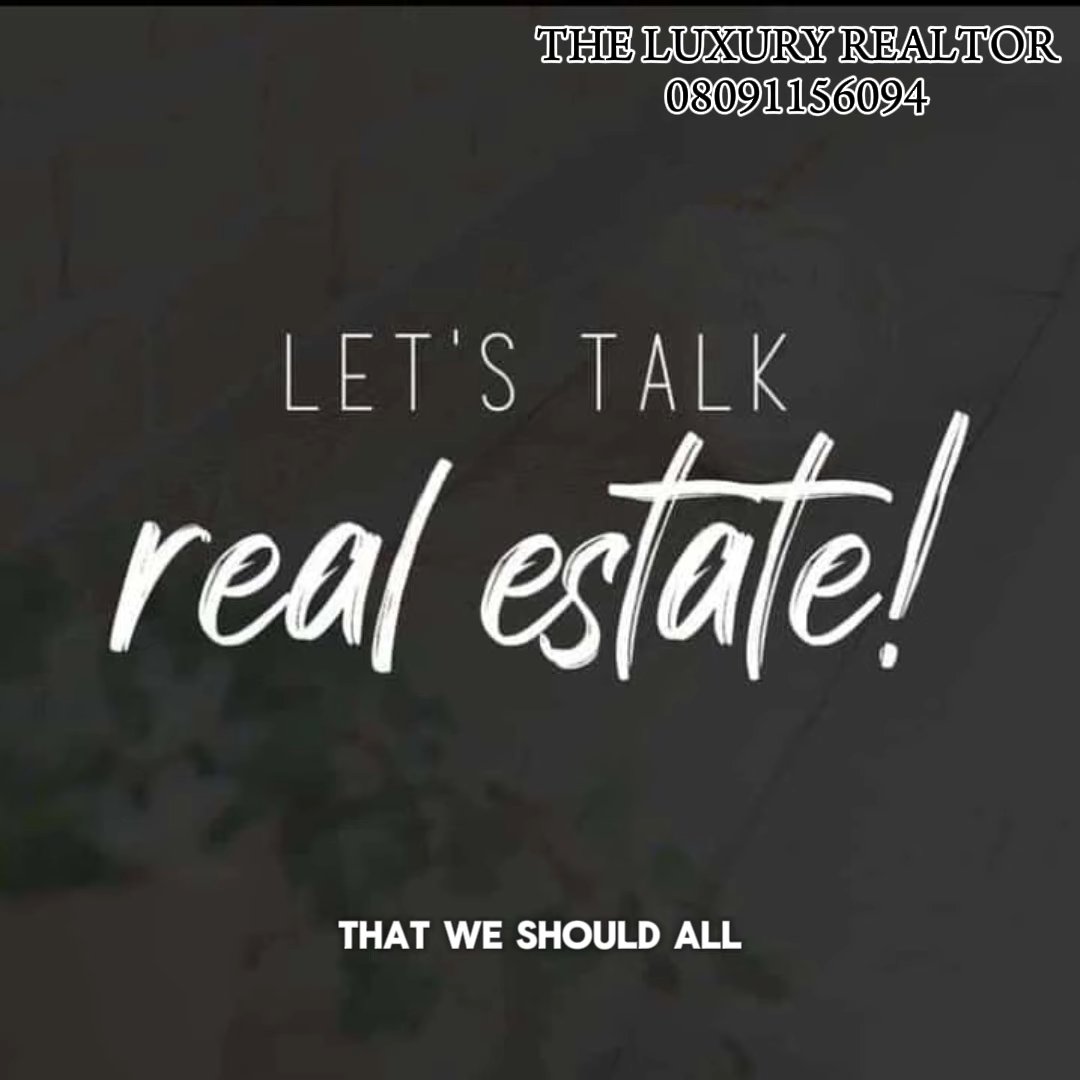 THE LUXURY REALTOR
08091156094
LET'S TALK
real estate!
THAT WE SHOULD ALL